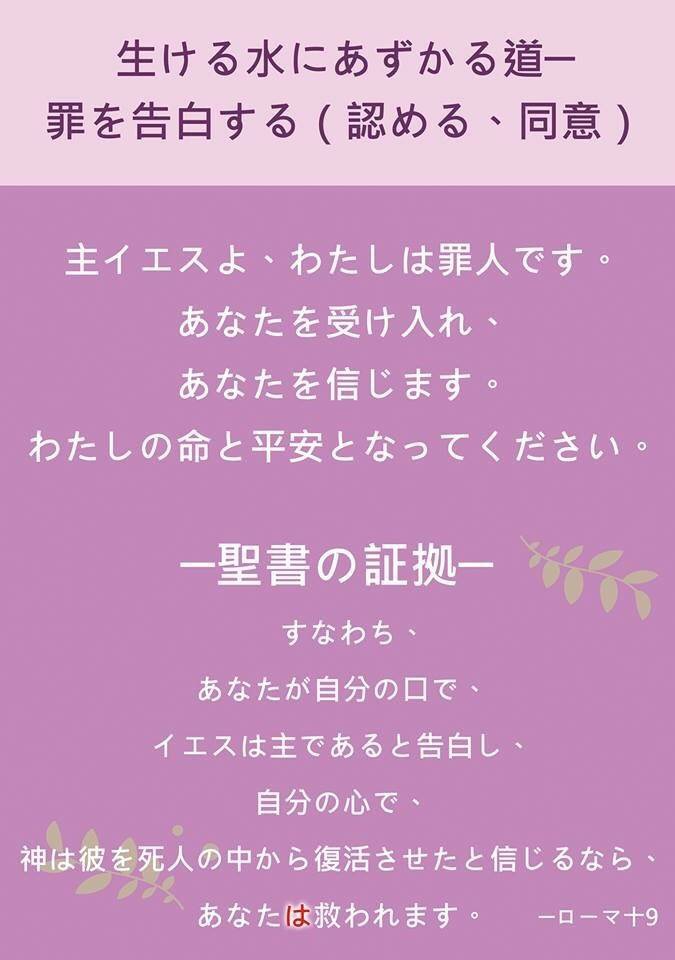 生ける水にあずかる道─
罪を告白する(認める、同意)
主イエスよ、わたしは罪人です。
あなたを受け入れ、
あなたを信じます。
わたしの命と平安となってください。
─聖書の証拠─
すなわち、
あなたが自分の口で、
イエスは主であると告白し、
自分の心で、
神は彼を死人の中から復活させたと信じるなら、
あなたは救われます。 ─ローマ十9